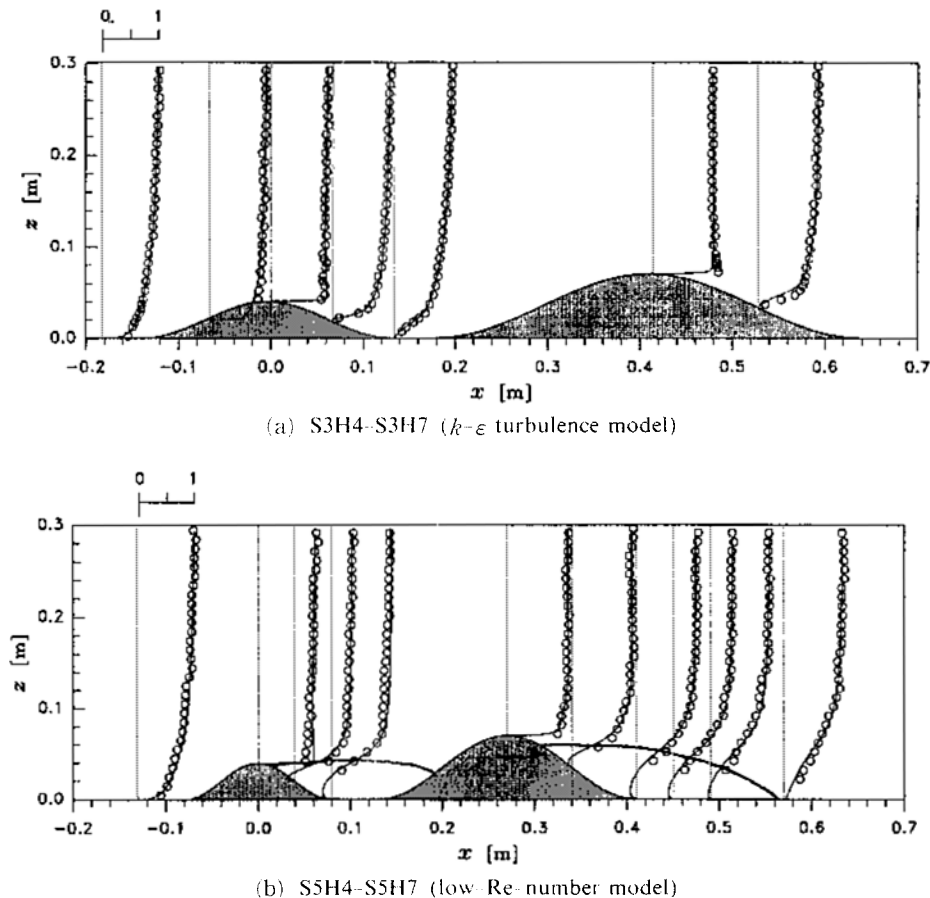 0. 1
0.3
0.2
0.1
0.0
z [m]
-0.2 -0.1 0.0 0.1 0.2 0.3 0.4 0.5 0.6 0.7
x [m]
(a) S3H4-S3H7 (k-ε turbulence model)
0 1
0.3
0.2
0.1
0.0
z [m]
-0.2 -0.1 0.0 0.1 0.2 0.3 0.4 0.5 0.6 0.7
x [m]
(b) S5H4-S5H7 (low-Re-number model)